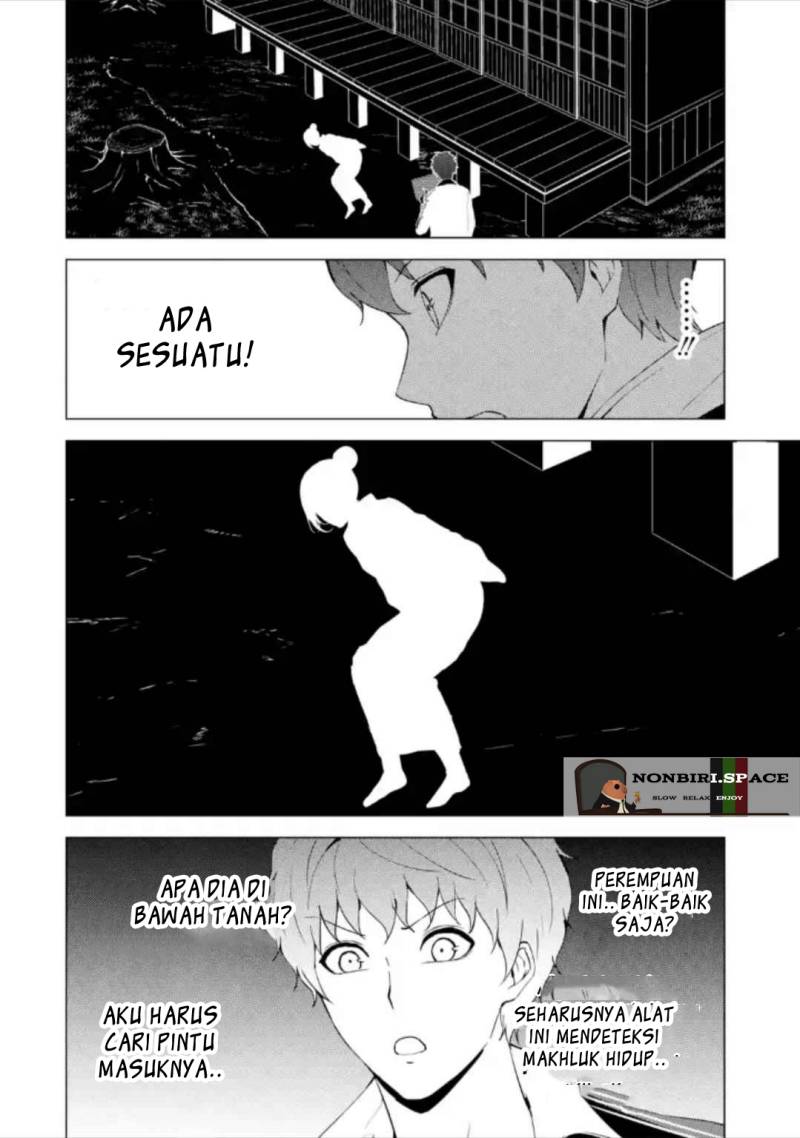 ADA
SESUATU!
........!!
NONBIRI.SPACE
SLOW RELAX ENJOY
PEREMPUAN
INI.. BAIK-BAIK
SAJA?
SEHARUSNYA ALAT
INI MENDETEKSI
MAKHLUK HIDUP..
APA DIA DI
BAWAH TANAH?
AKU HARUS
CARI PINTU
MASUKNYA..